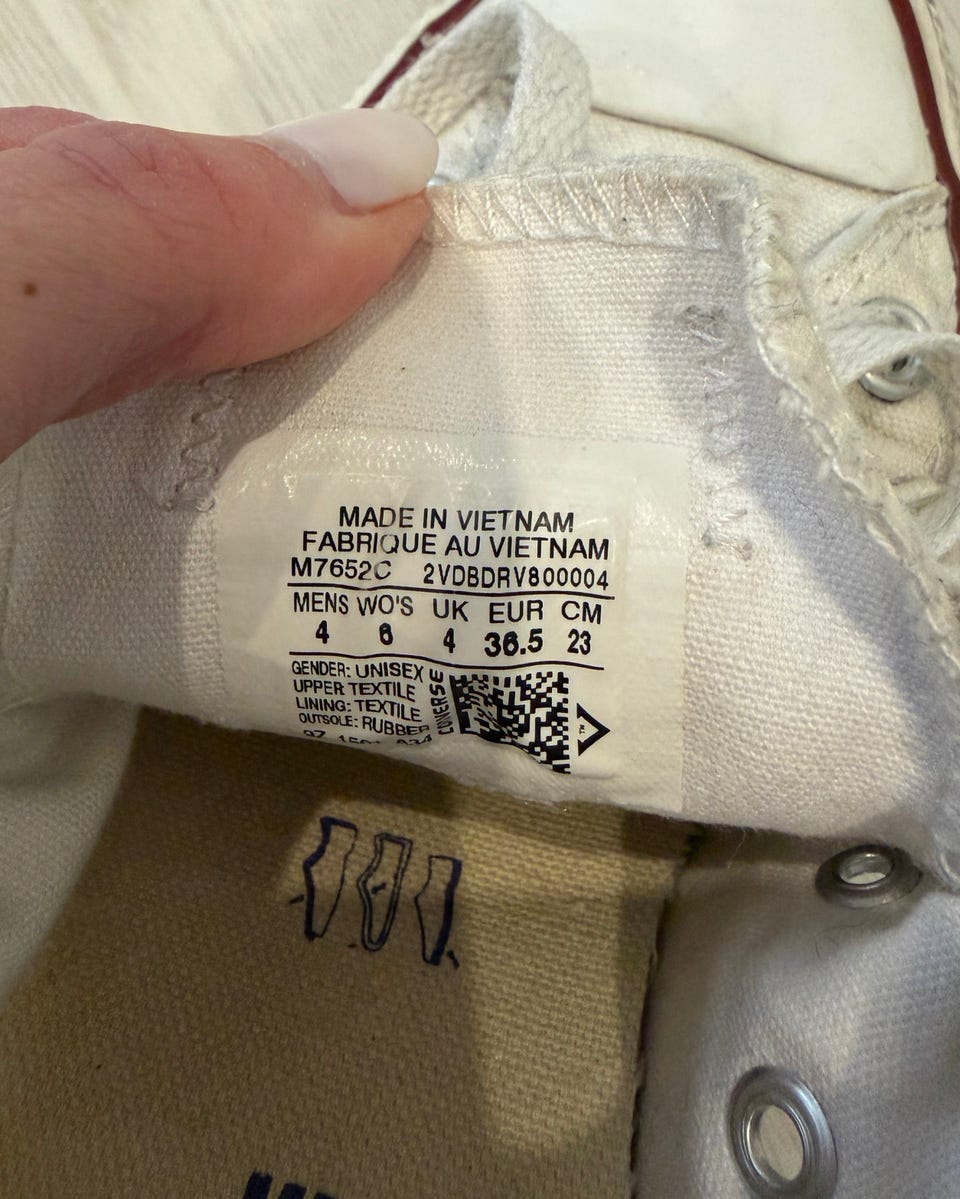 MADE IN VIETNAM
FABRIQUE AU VIETNAM
M7652C 2VDBDRV800004
MENS WO'S UK EUR CM
4 6 4 36.5 23
GENDER: UNISEX
UPPER TEXTILE
LINING: TEXTILE
OUTSOLE: RUBBER
CONVERSE
™